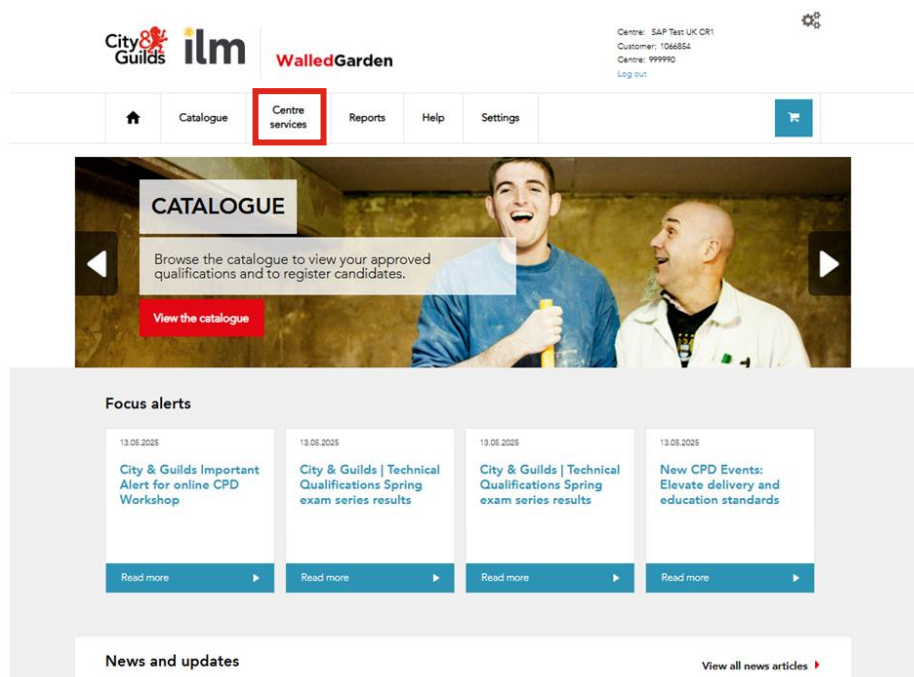 City&
Guilds
ilm
WalledGarden
Centre: SAP Test UK CR1
Customer: 1066854
Centre: 999990
Log out
Catalogue
Centre
services
Reports
Help
Settings
CATALOGUE
Browse the catalogue to view your approved
qualifications and to register candidates.
View the catalogue
Focus alerts
13.05.2025
City & Guilds Important
Alert for online CPD
Workshop
Read more
13.05.2025
City & Guilds | Technical
Qualifications Spring
exam series results
Read more
13.05.2025
City & Guilds | Technical
Qualifications Spring
exam series results
Read more
13.05.2025
New CPD Events:
Elevate delivery and
education standards
Read more
News and updates
View all news articles